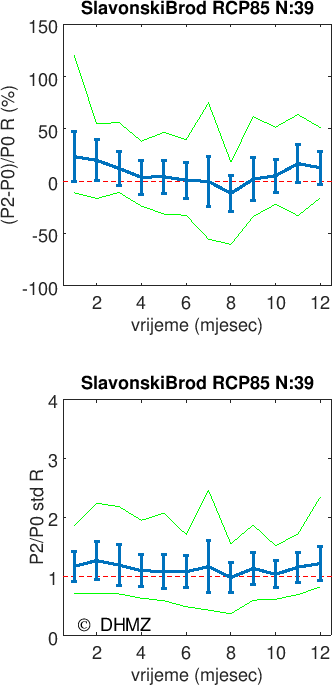 SlavonskiBrod RCP85 N:39
(P2-P0)/P0 R (%)
150
100
50
0
-50
-100
2 4 6 8 10 12
vrijeme (mjesec)
SlavonskiBrod RCP85 N:39
P2/P0 std R
4
3
2
1
0
© DHMZ
2 4 6 8 10 12
vrijeme (mjesec)